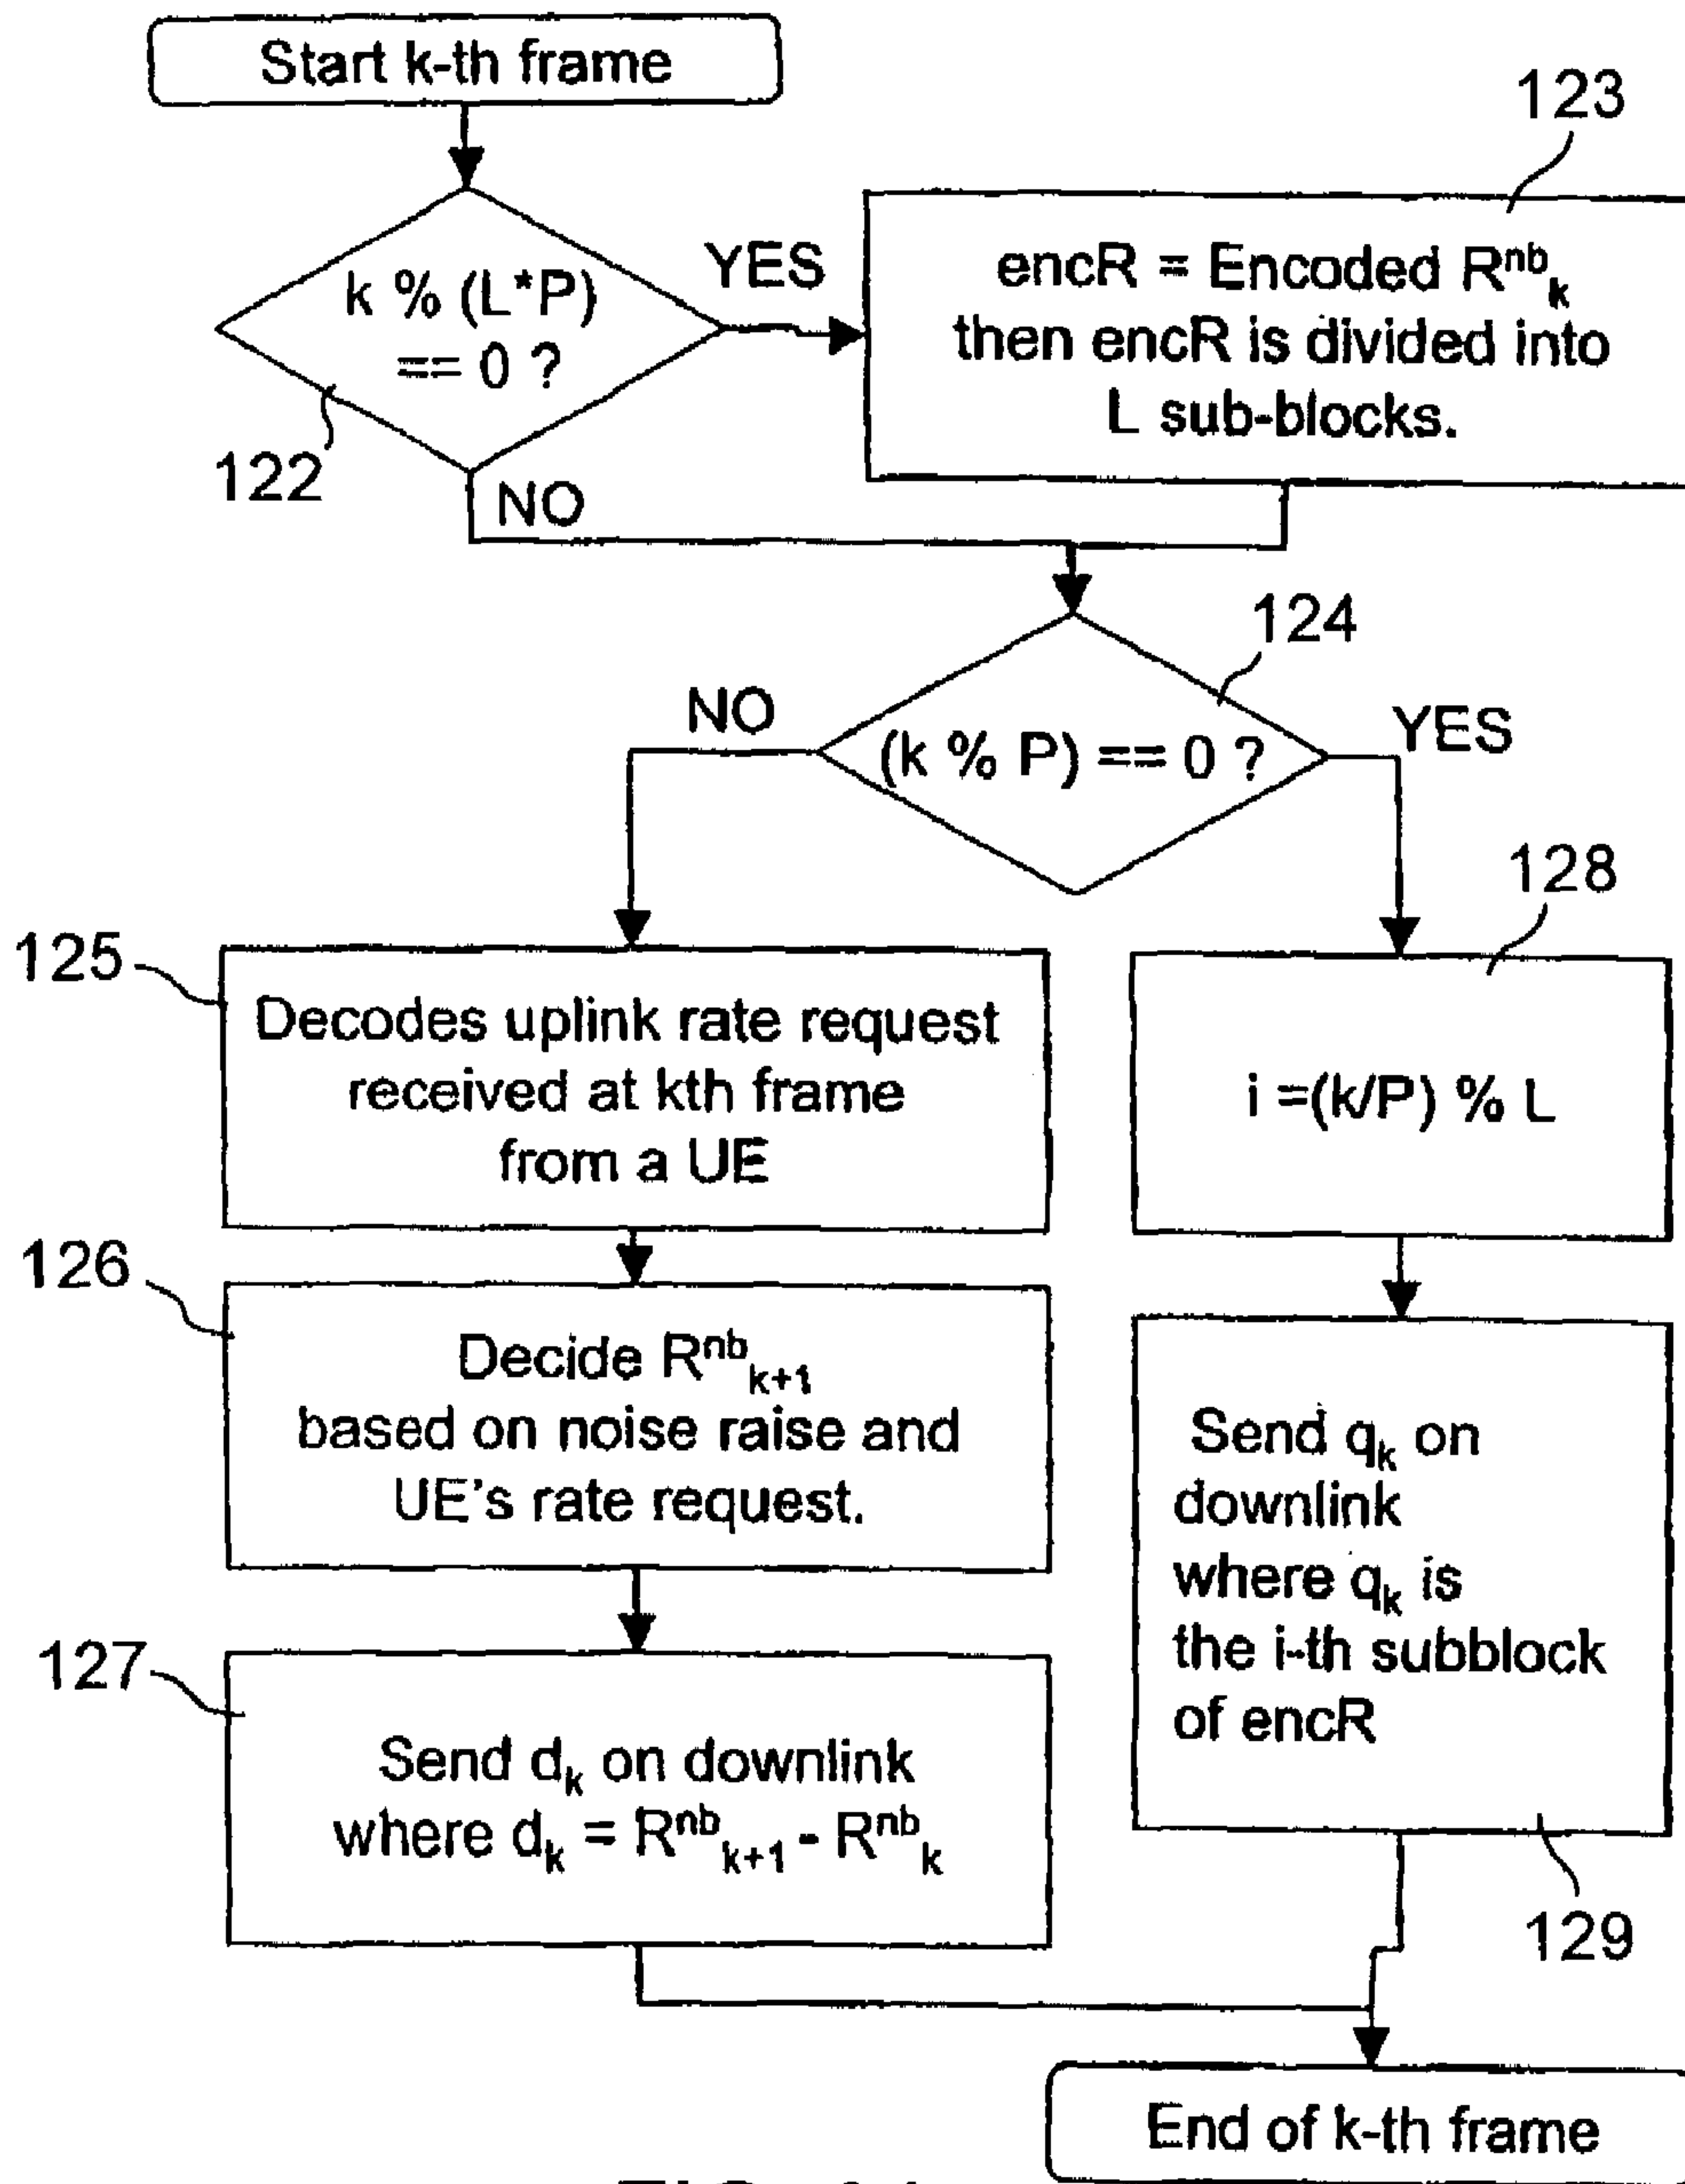 Start k-th frame
123
k % (L*P)
== 0 ?
YES
encR = Encoded R^nb_k
then encR is divided into
L sub-blocks.
122
NO
124
NO
(k % P) == 0 ?
YES
128
125
Decodes uplink rate request
received at kth frame
from a UE
i =(k/P) % L
126
Decide R^nb_k+1
based on noise raise and
UE's rate request.
Send q_k on
downlink
where q_k is
the i-th subblock
of encR
127
Send d_k on downlink
where d_k = R^nb_k+1 - R^nb_k
129
End of k-th frame